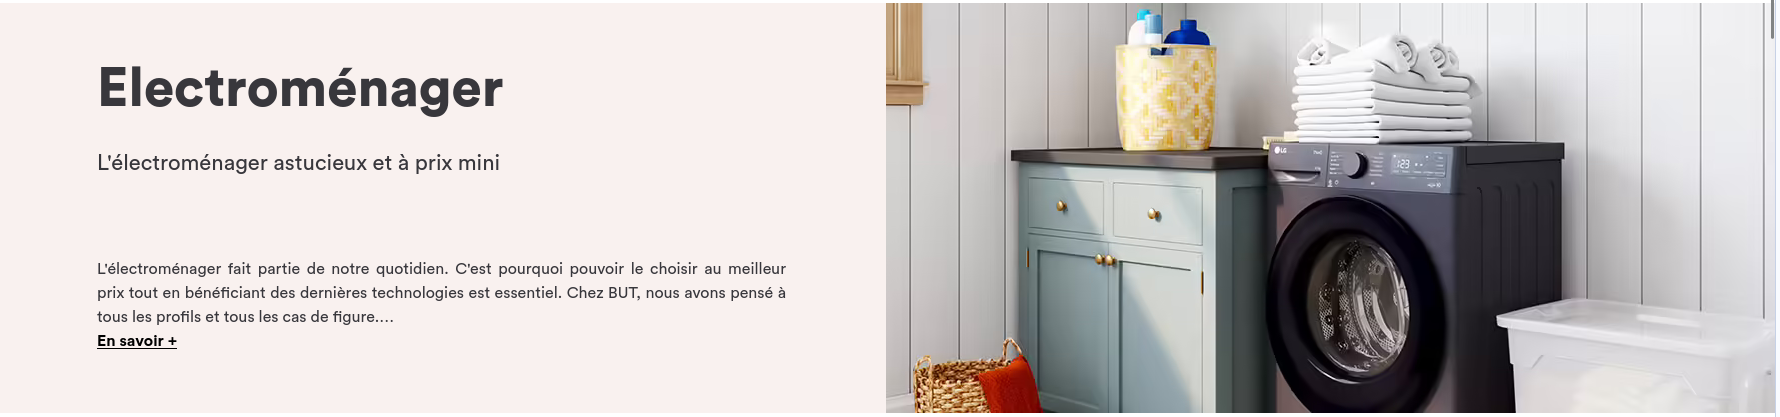 Electroménager
L'électroménager astucieux et à prix mini
L'électroménager fait partie de notre quotidien. C'est pourquoi pouvoir le choisir au meilleur
prix tout en bénéficiant des dernières technologies est essentiel. Chez BUT, nous avons pensé à
tous les profils et tous les cas de figure....
En savoir +
LG